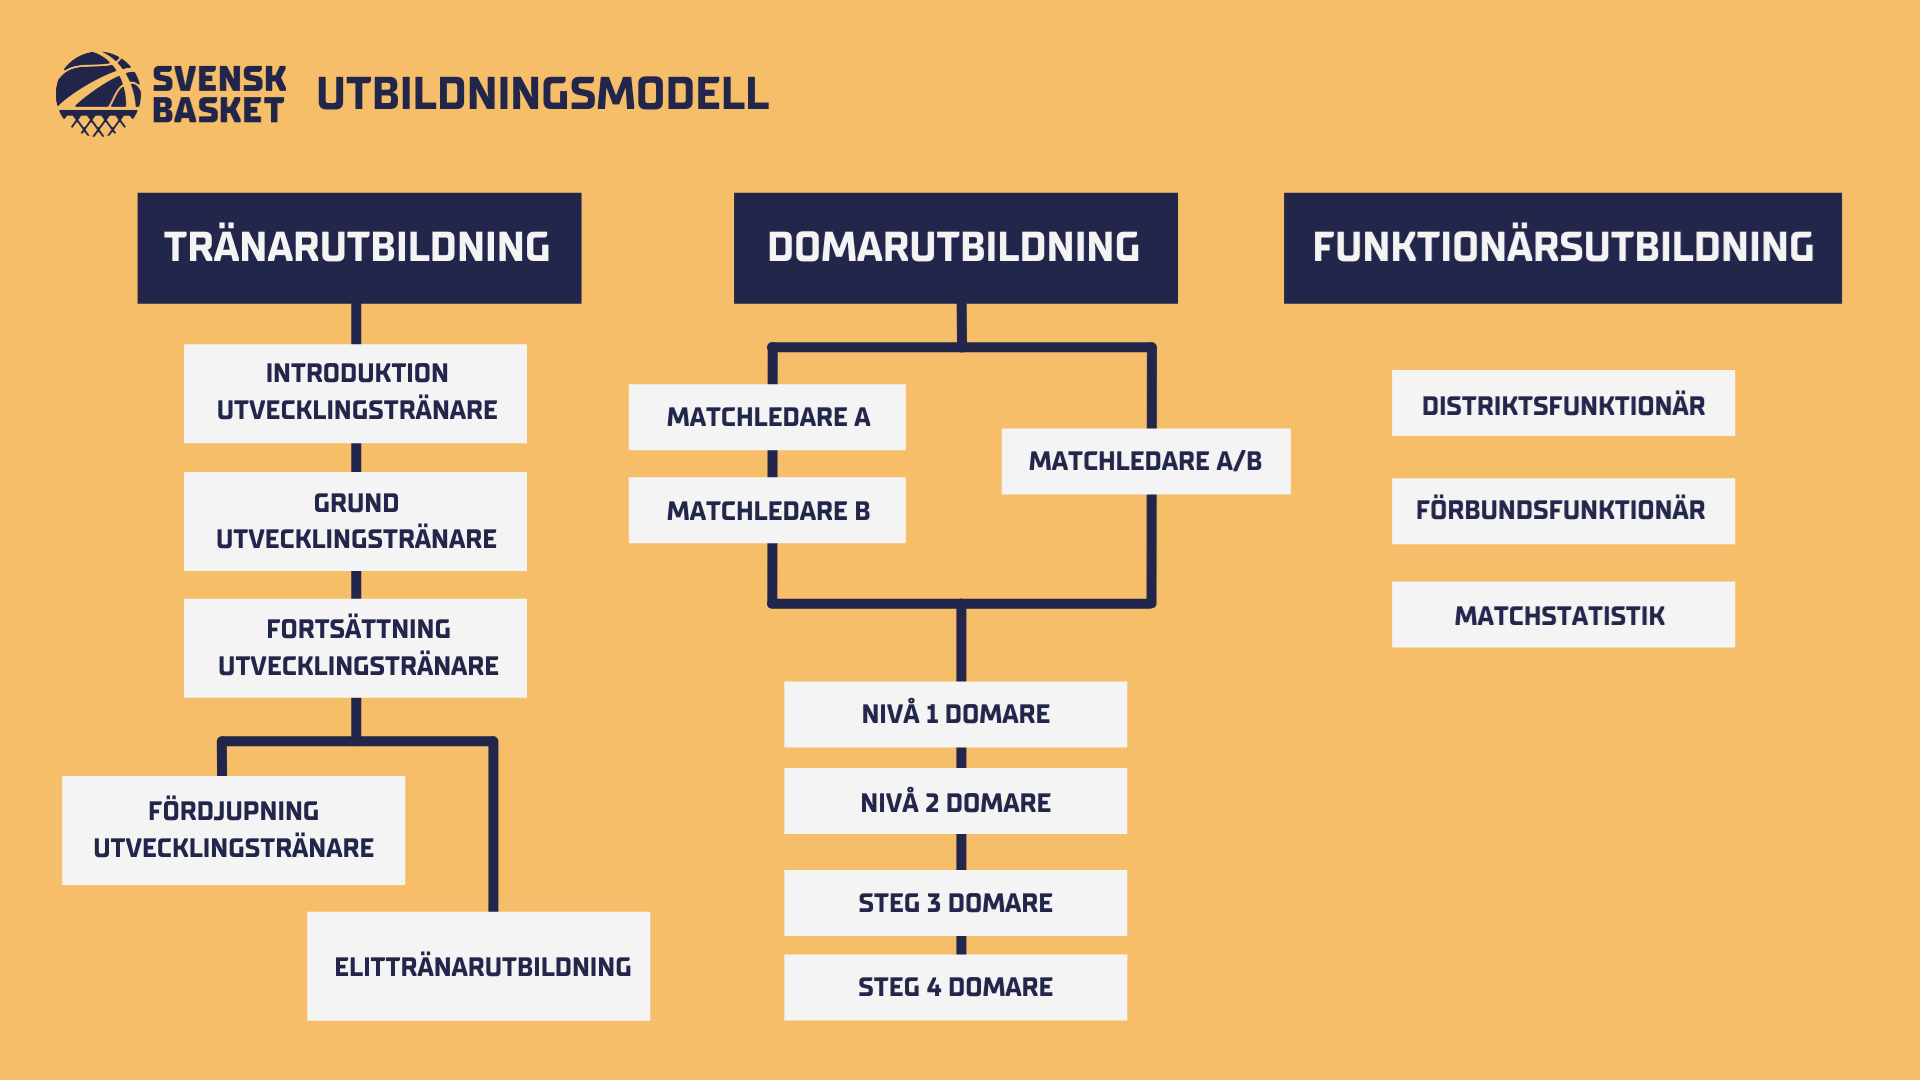 SVENSK
BASKET
UTBILDNINGSMODELL
TRÄNARUTBILDNING
INTRODUKTION
UTVECKLINGSTRÄNARE
GRUND
UTVECKLINGSTRÄNARE
FORTSÄTTNING
UTVECKLINGSTRÄNARE
FÖRDJUPNING
UTVECKLINGSTRÄNARE
ELITTRÄNARUTBILDNING
DOMARUTBILDNING
MATCHLEDARE A
MATCHLEDARE B
MATCHLEDARE A/B
NIVÅ 1 DOMARE
NIVÅ 2 DOMARE
STEG 3 DOMARE
STEG 4 DOMARE
FUNKTIONÄRSUTBILDNING
DISTRIKTSFUNKTIONÄR
FÖRBUNDSFUNKTIONÄR
MATCHSTATISTIK